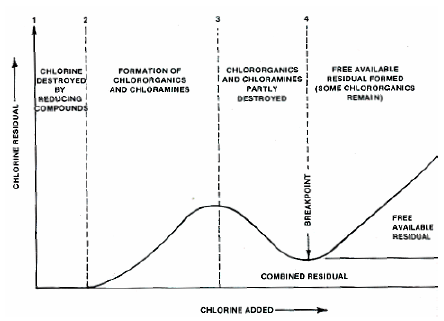 1
2
3
4
CHLORINE
DESTROYED
BY
REDUCING
COMPOUNDS
FORMATION OF
CHLORORGANICS
AND CHLORAMINES
CHLORORGANICS
AND CHLORAMINES
PARTLY
DESTROYED
FREE AVAILABLE
RESIDUAL FORMED
(SOME CHLORORGANICS
REMAIN)
CHLORINE RESIDUAL
BREAKPOINT
FREE
AVAILABLE
RESIDUAL
COMBINED RESIDUAL
CHLORINE ADDED